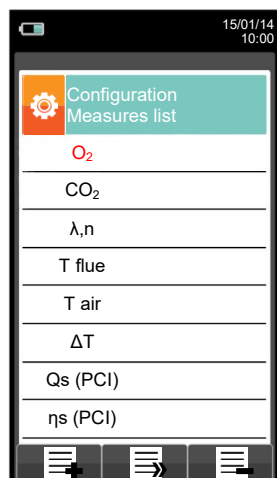 15/01/14
10:00
Configuration
Measures list
O₂
CO₂
λ,n
T flue
T air
ΔT
Qs (PCI)
ηs (PCI)